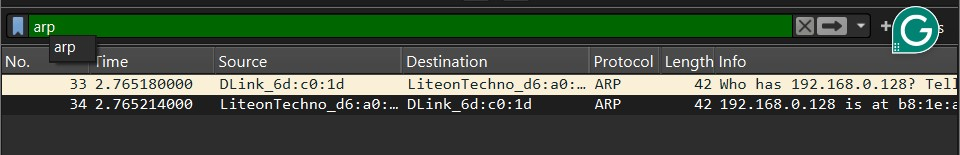 arp
arp
No. Time Source Destination Protocol Length Info
33 2.765180000 DLink_6d:c0:1d LiteonTechno_d6:a0:… ARP 42 Who has 192.168.0.128? Tell
34 2.765214000 LiteonTechno_d6:a0:… DLink_6d:c0:1d ARP 42 192.168.0.128 is at b8:1e:a